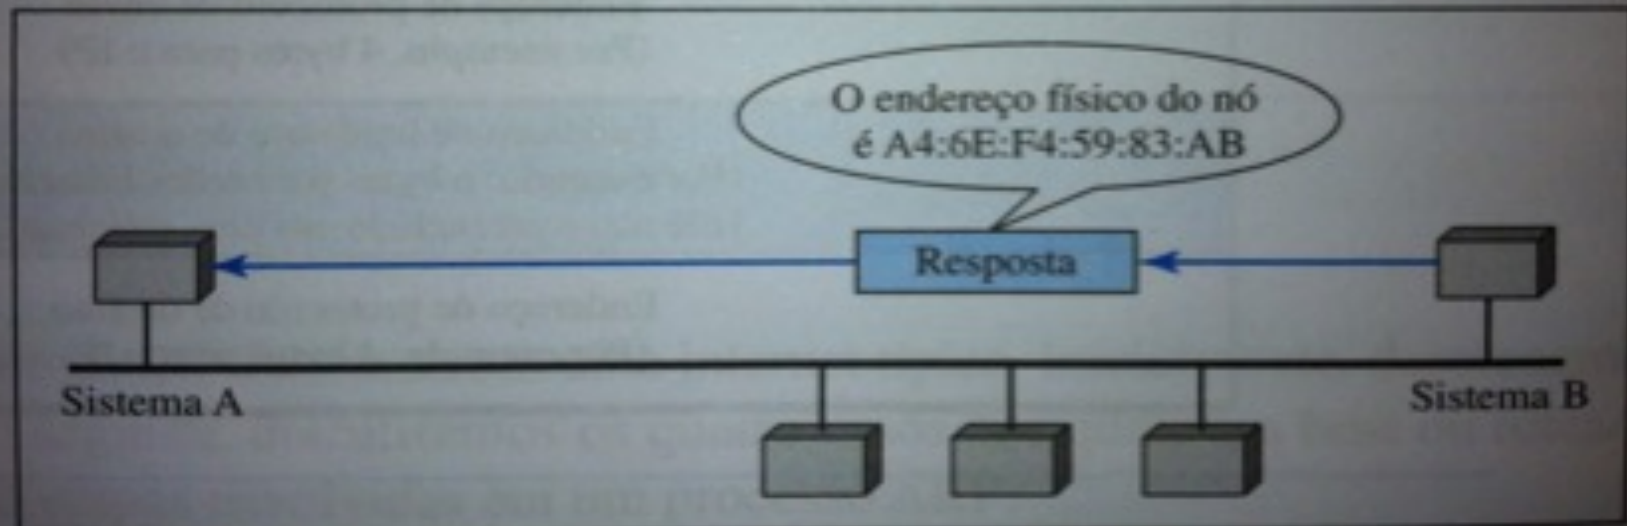 O endereço físico do nó
é A4:6E:F4:59:83:AB
Resposta
Sistema A
Sistema B